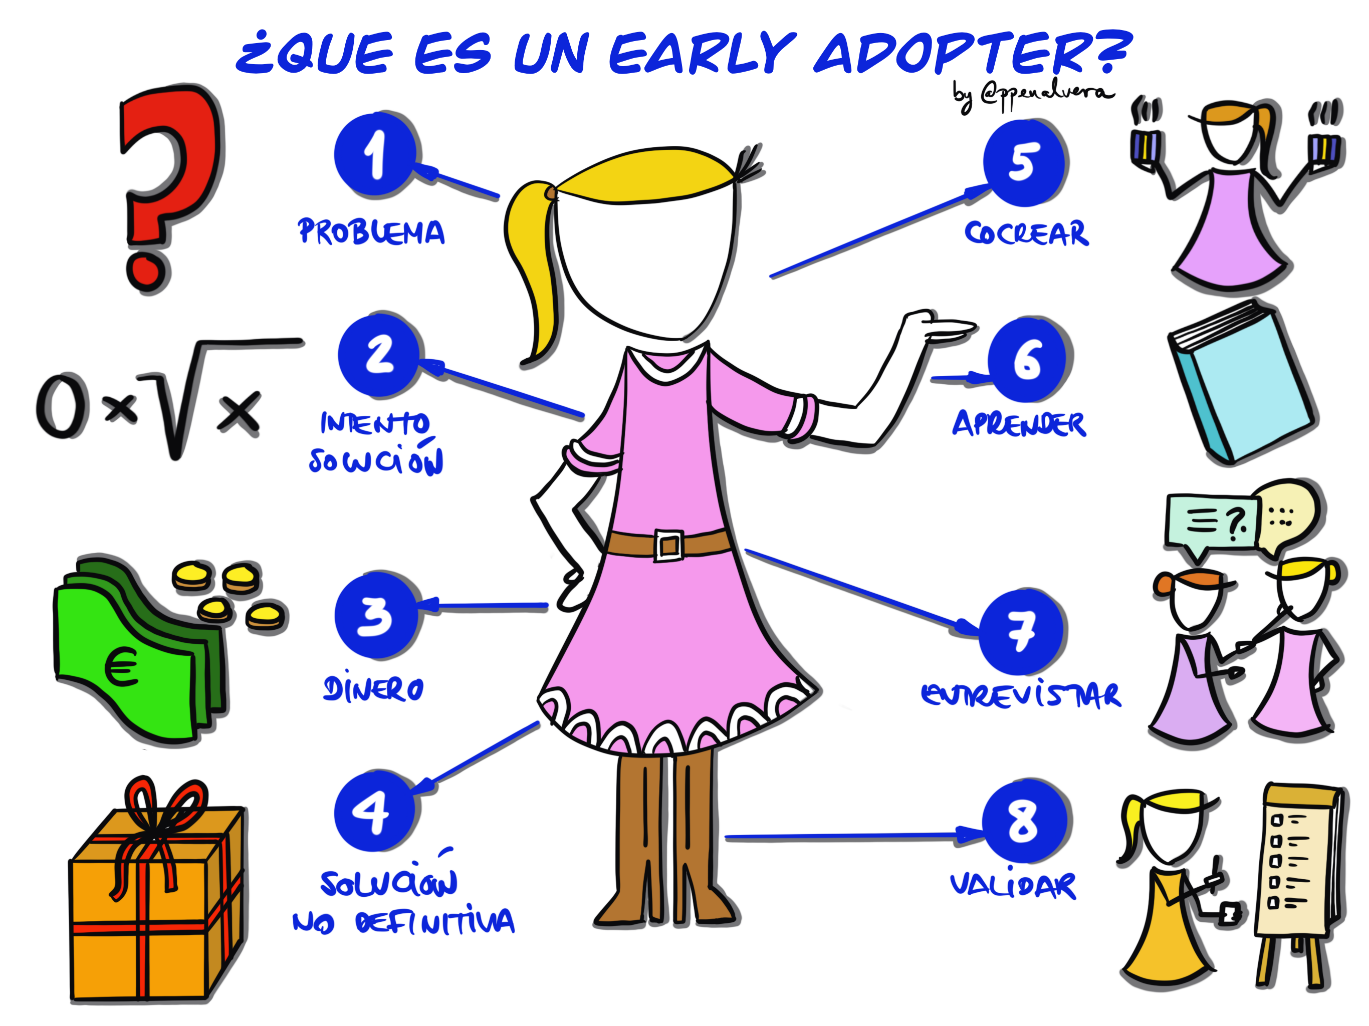 ¿QUE ES UN EARLY ADOPTER?
by @ppenalvera
1
PROBLEMA
2
INTENTO
SOLUCIÓN
0 x √x
3
DINERO
€
4
SOLUCIÓN
NO DEFINITIVA
5
COCREAR
6
APRENDER
?
7
ENTREVISTAR
8
VALIDAR